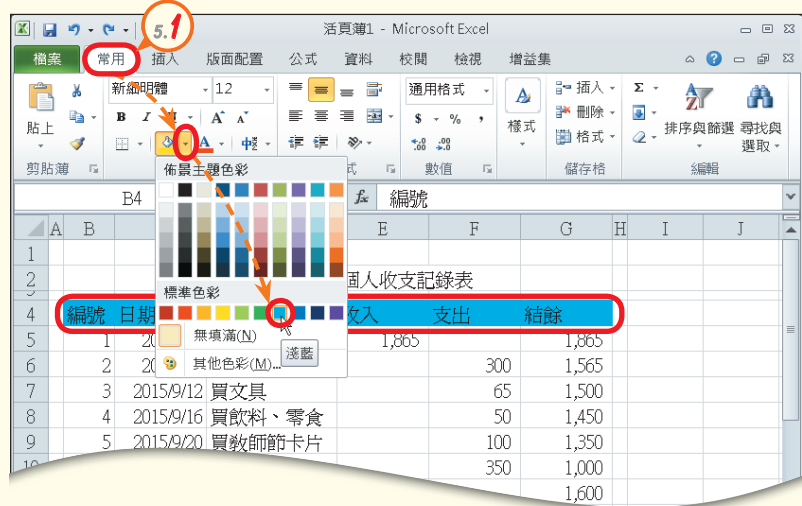 活頁簿1 - Microsoft Excel
5.1
檔案 常用 插入 版面配置 公式 資料 校閱 檢視 增益集
新細明體 12 通用格式 插入 Σ
B I A A $ % , 刪除
貼上 A 中 .0 .00 樣式 格式 排序與篩選 尋找與選取
剪貼簿 式 數值 儲存格 編輯
B4 fx 編號
佈景主題色彩
標準色彩
無填滿(N)
其他色彩(M)...
淺藍
A B E F G H I J
1
2 個人收支記錄表
4 編號 日期 收入 支出 結餘
5 1 20 1,865 1,865
6 2 20 300 1,565
7 3 2015/9/12 買文具 65 1,500
8 4 2015/9/16 買飲料、零食 50 1,450
9 5 2015/9/20 買教師節卡片 100 1,350
10 350 1,000
1,600